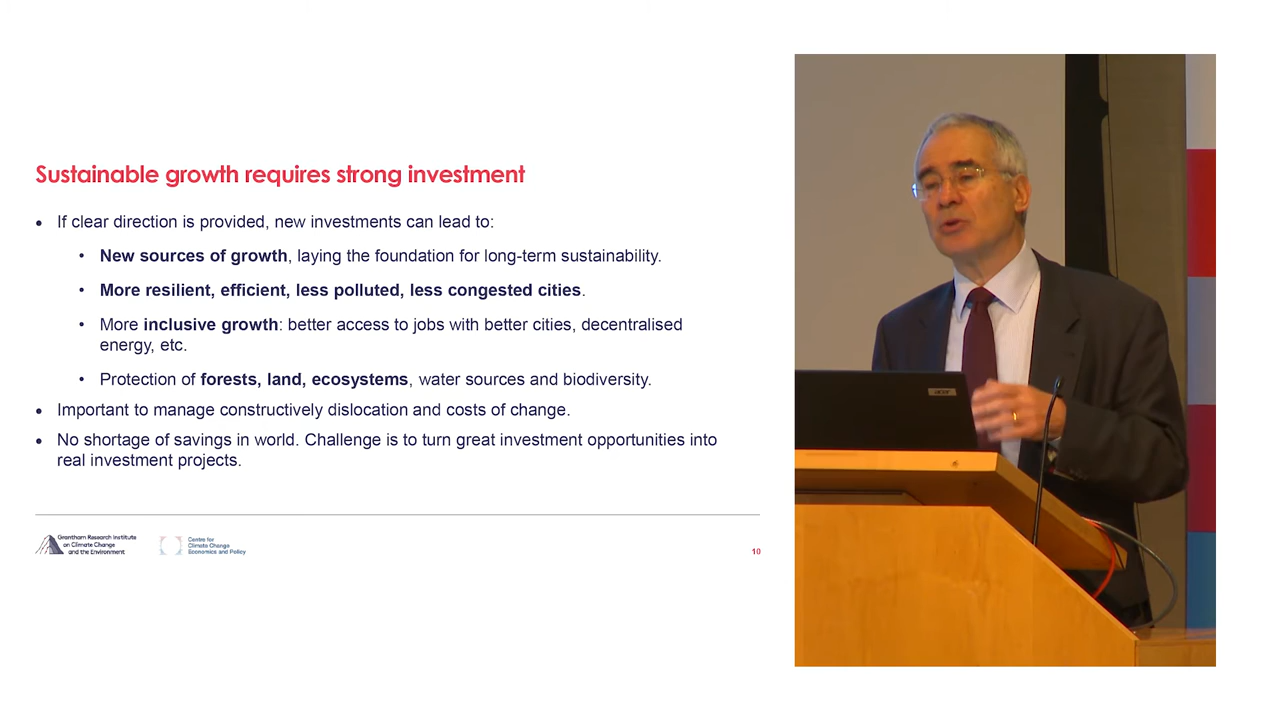 Sustainable growth requires strong investment
• If clear direction is provided, new investments can lead to:
• New sources of growth, laying the foundation for long-term sustainability.
• More resilient, efficient, less polluted, less congested cities.
• More inclusive growth: better access to jobs with better cities, decentralised
energy, etc.
• Protection of forests, land, ecosystems, water sources and biodiversity.
• Important to manage constructively dislocation and costs of change.
• No shortage of savings in world. Challenge is to turn great investment opportunities into
real investment projects.
Grantham Research Institute
on Climate Change
and the Environment
Centre for
Climate Change
Economics and Policy
10
acer